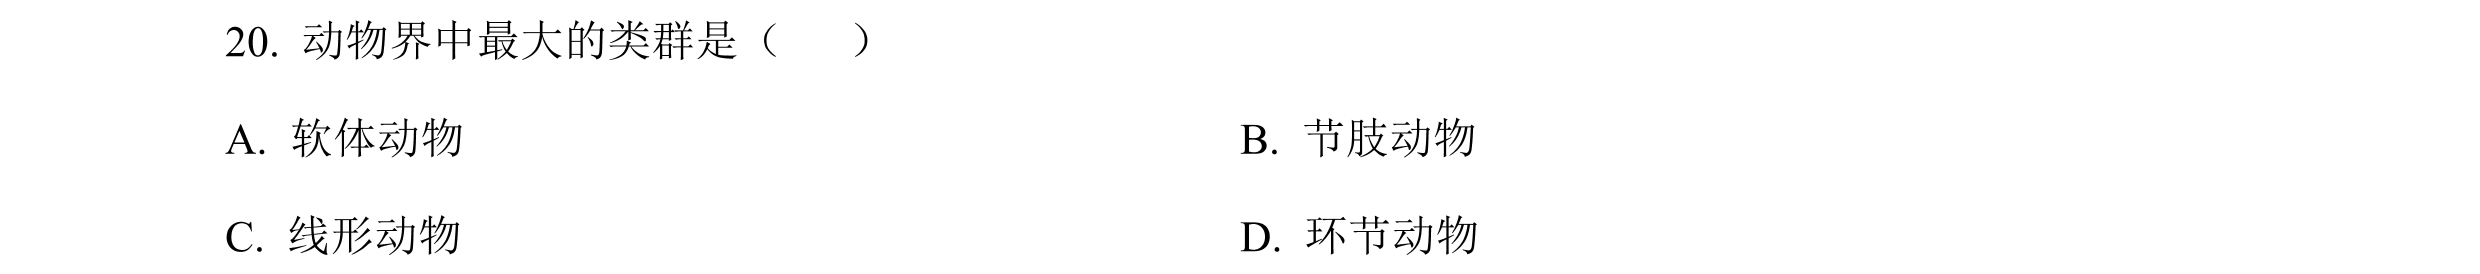 20. 动物界中最大的类群是（　　）
A. 软体动物	B. 节肢动物
C. 线形动物	D. 环节动物